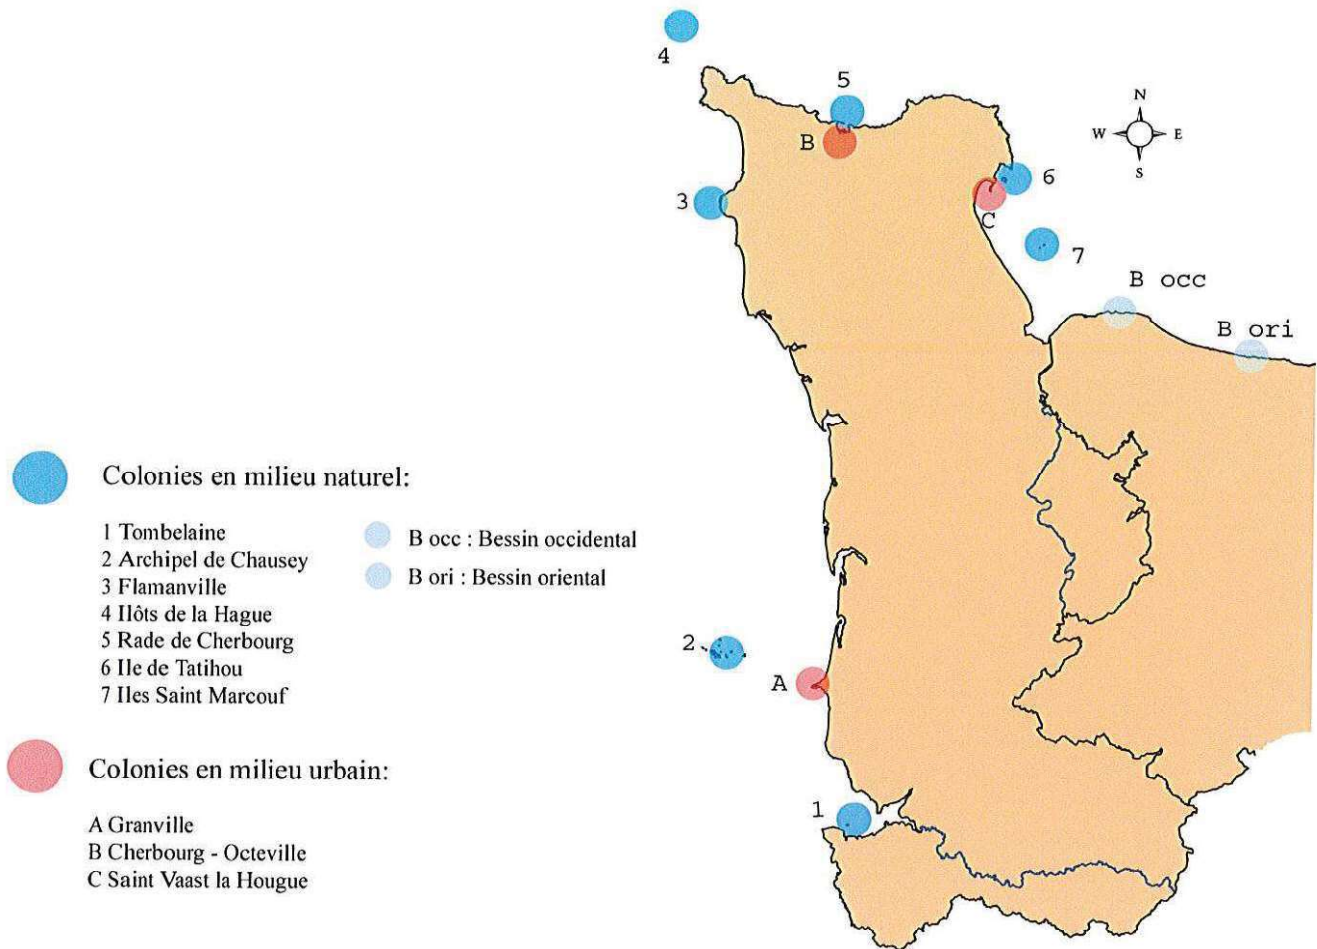 4
5
N
B
W E
S
6
3
C
7
B occ
B ori
Colonies en milieu naturel:
1 Tombelaine
2 Archipel de Chausey
3 Flamanville
4 Ilôts de la Hague
5 Rade de Cherbourg
6 Ile de Tatihou
7 Iles Saint Marcouf
B occ : Bessin occidental
B ori : Bessin oriental
2
A
Colonies en milieu urbain:
A Granville
B Cherbourg - Octeville
C Saint Vaast la Hougue
1